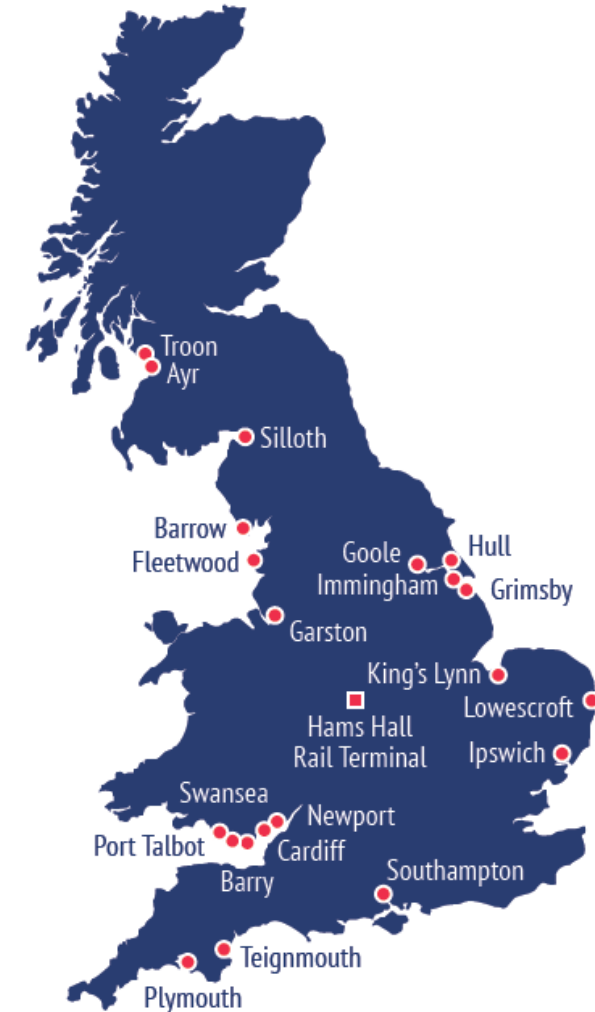 Troon
Ayr
Silloth
Barrow
Fleetwood
Goole
Hull
Immingham
Grimsby
Garston
King's Lynn
Lowescroft
Hams Hall
Rail Terminal
Ipswich
Swansea
Newport
Port Talbot
Cardiff
Barry
Southampton
Teignmouth
Plymouth